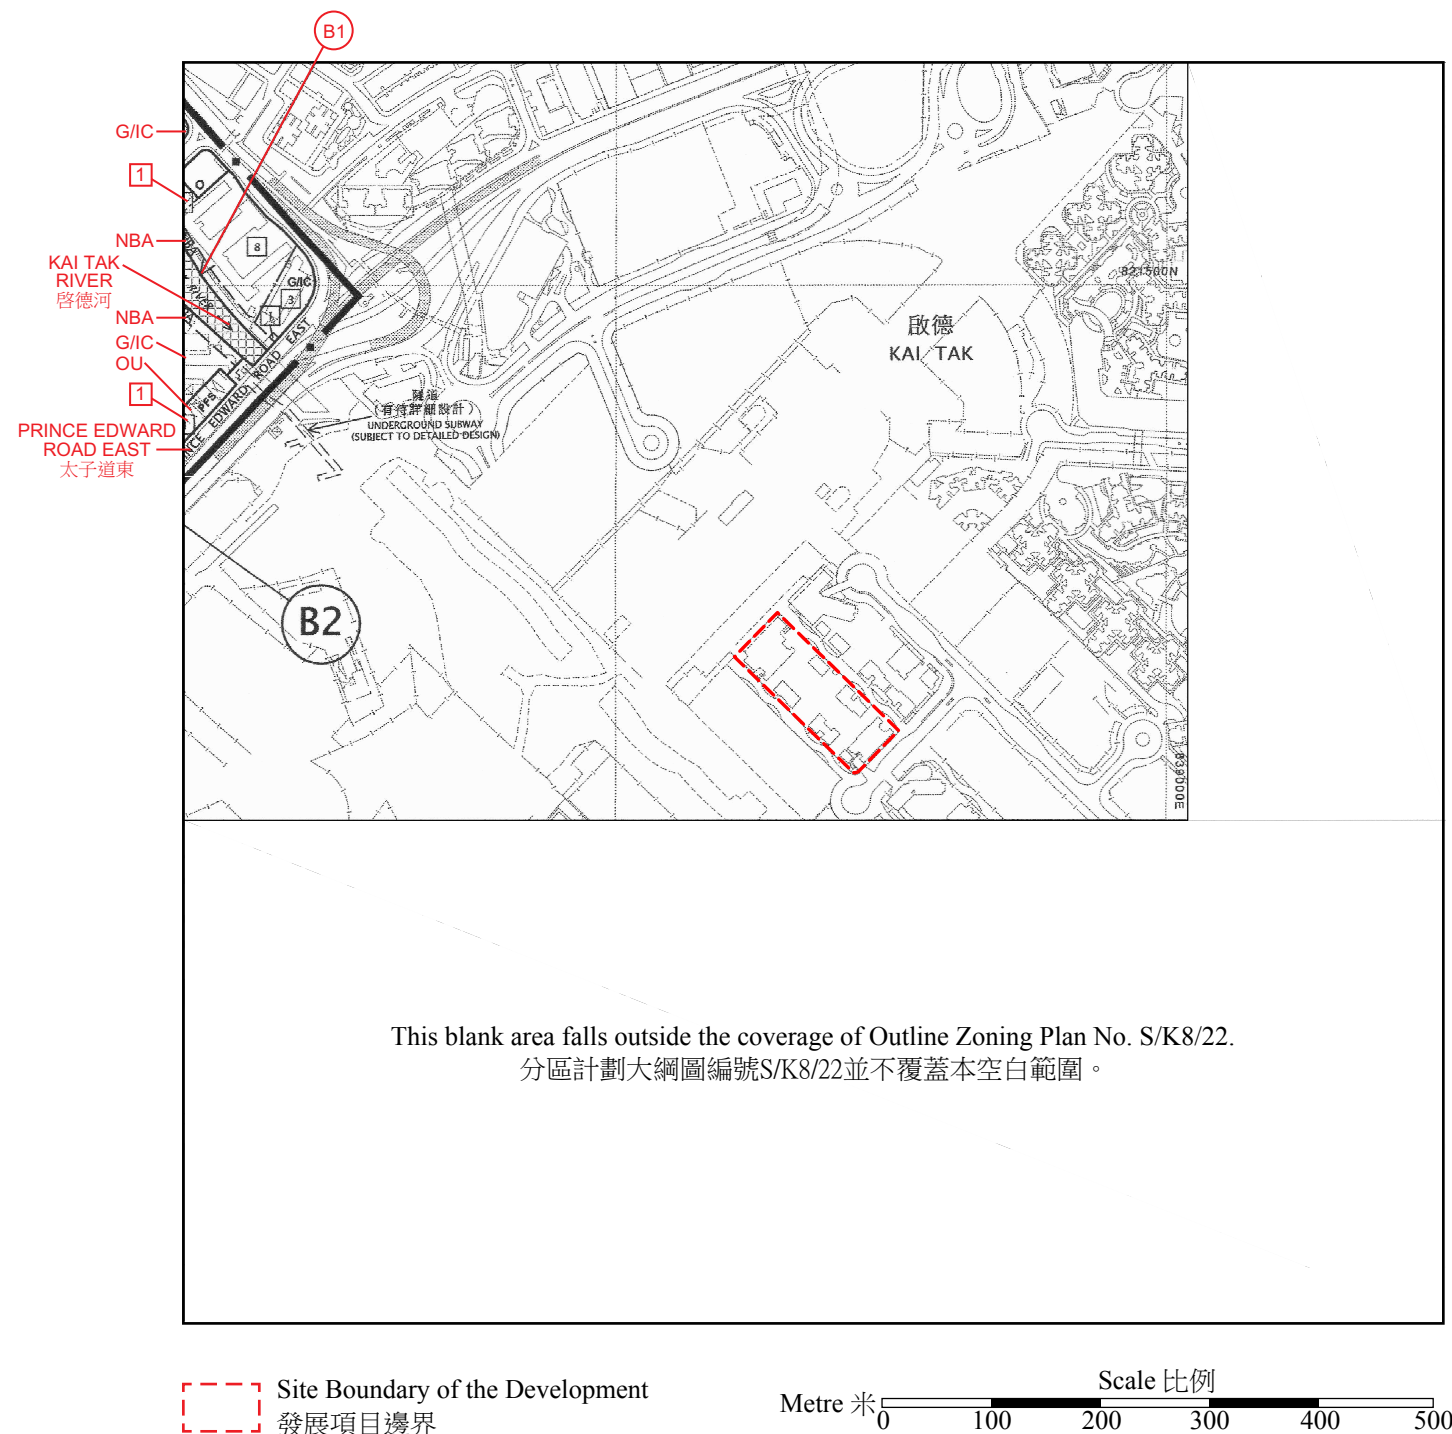 B1
G/IC
1
NBA
KAI TAK
RIVER
啓德河
NBA
G/IC
OU
1
PRINCE EDWARD
ROAD EAST
太子道東
O
8
G/IC
3
1
RIVER
PFS
EDWARD ROAD EAST
隧道
(有待詳細設計)
UNDERGROUND SUBWAY
(SUBJECT TO DETAILED DESIGN)
B2
821500N
啟德
KAI TAK
839000E
This blank area falls outside the coverage of Outline Zoning Plan No. S/K8/22.
分區計劃大綱圖編號S/K8/22並不覆蓋本空白範圍。
Site Boundary of the Development
發展項目邊界
Scale 比例
Metre 米
0 100 200 300 400 500